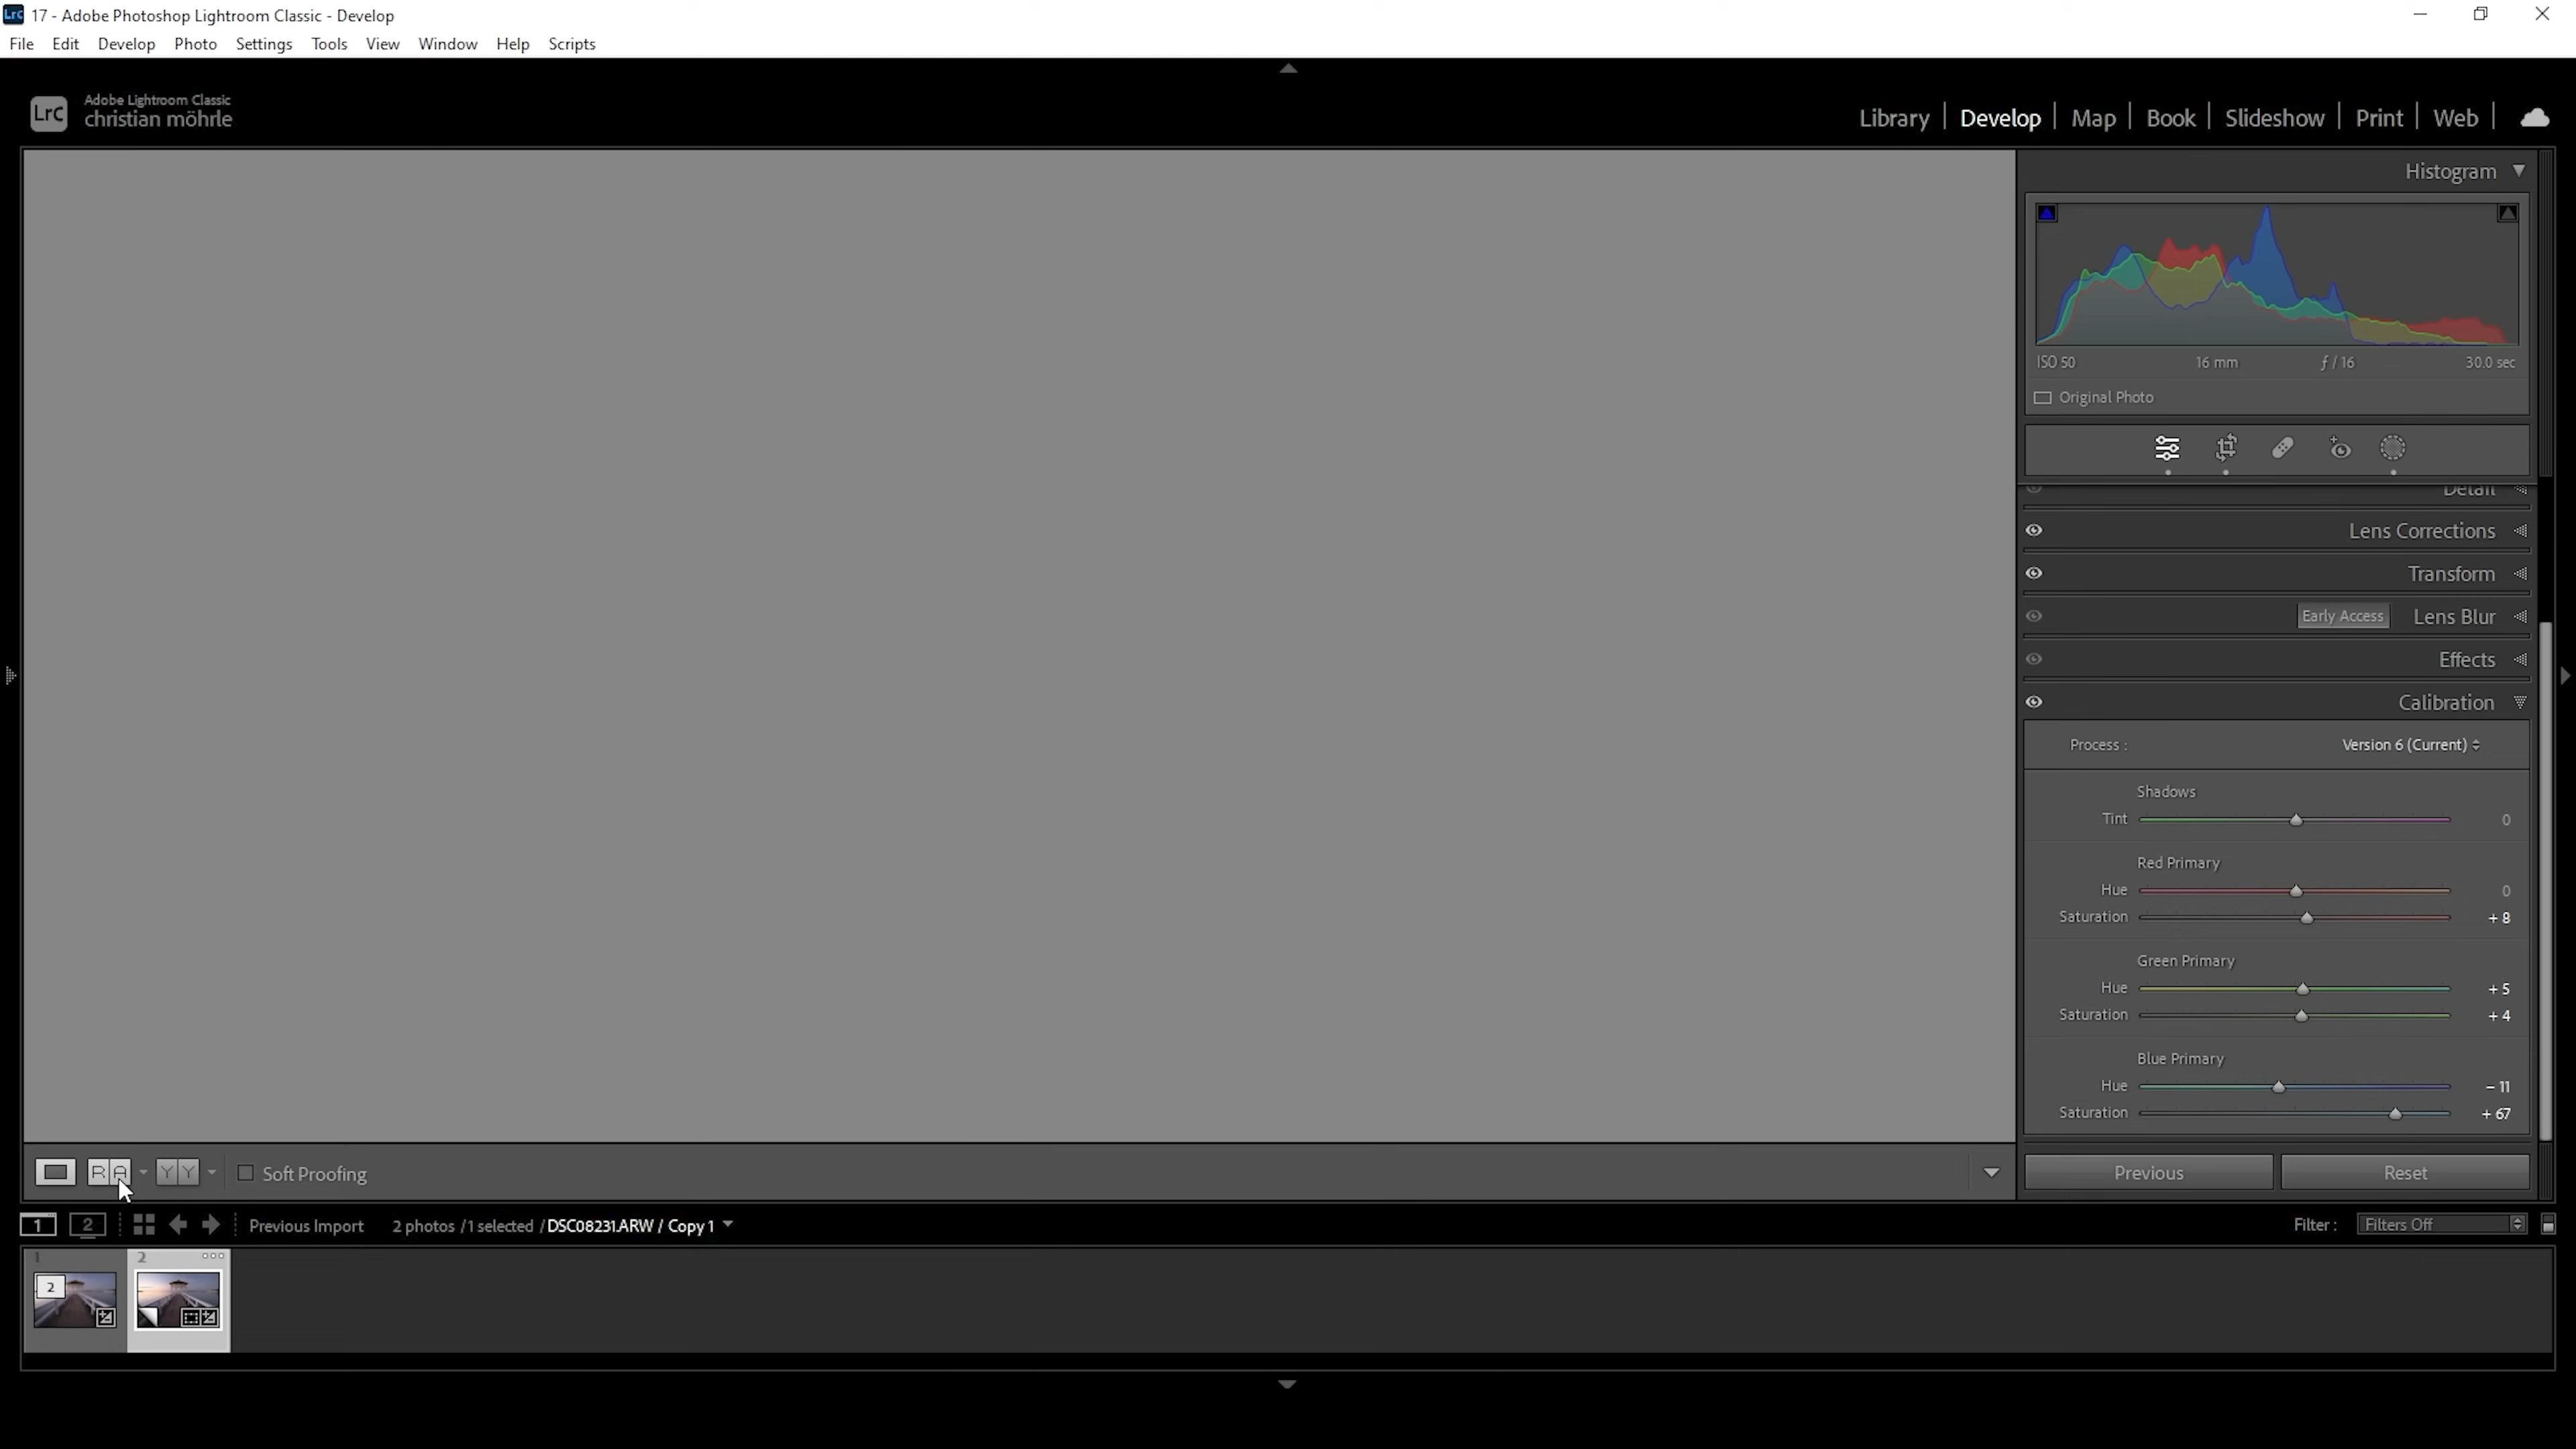 17 - Adobe Photoshop Lightroom Classic - Develop
File Edit Develop Photo Settings Tools View Window Help Scripts
Lrc Adobe Lightroom Classic
christian möhrle
Library Develop Map Book Slideshow Print Web
Histogram
ISO 50 16 mm ƒ / 16 30.0 sec
Original Photo
Detail
Lens Corrections
Transform
Early Access Lens Blur
Effects
Calibration
Process : Version 6 (Current)
Shadows
Tint 0
Red Primary
Hue 0
Saturation + 8
Green Primary
Hue + 5
Saturation + 4
Blue Primary
Hue - 11
Saturation + 67
R A Y Y Soft Proofing
Previous Reset
1 2 Previous Import 2 photos / 1 selected / DSC08231.ARW / Copy 1
Filter : Filters Off
1 2
2